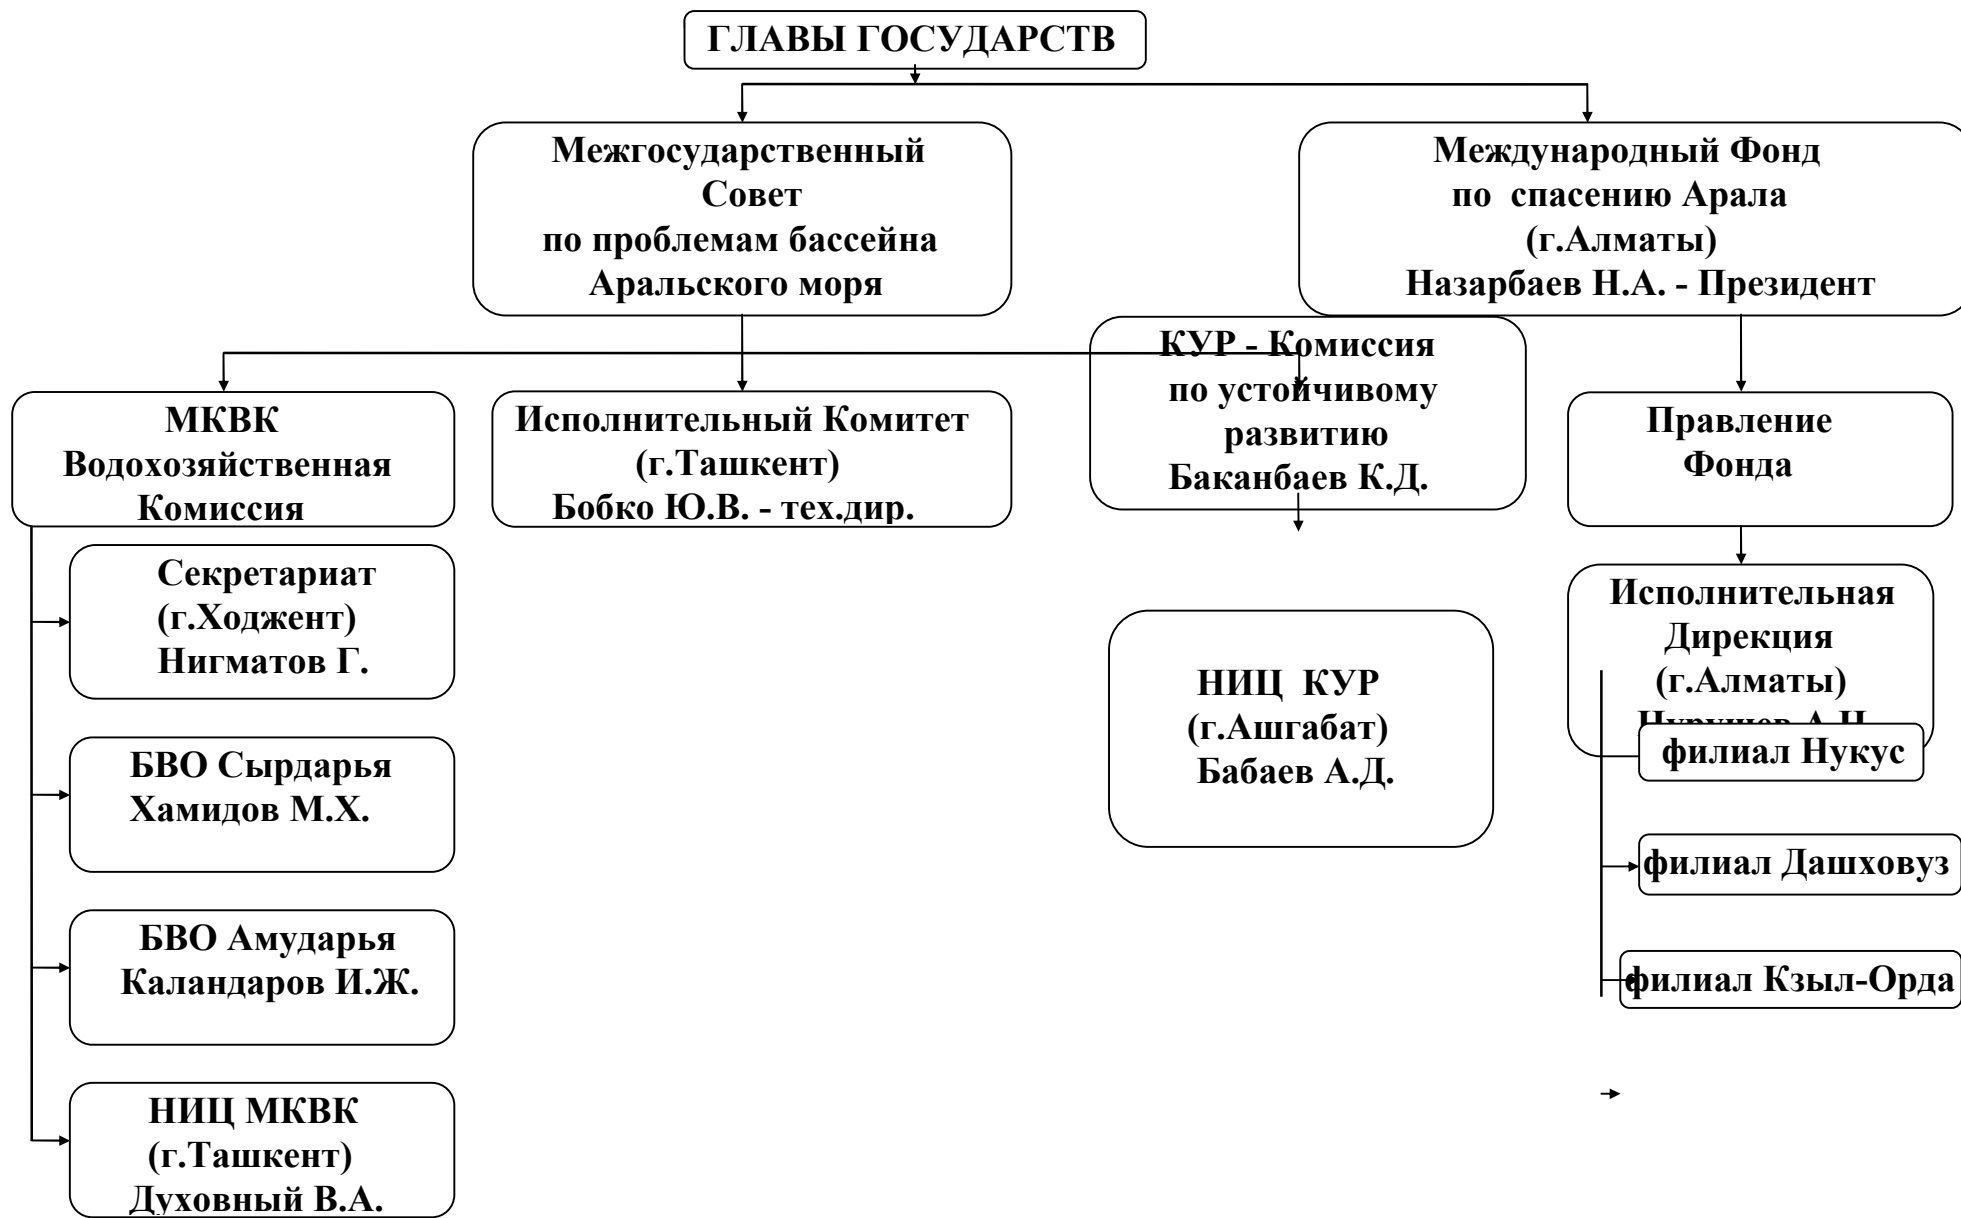 ГЛАВЫ ГОСУДАРСТВ
Межгосударственный
Совет
по проблемам бассейна
Аральского моря
Международный Фонд
по спасению Арала
(г.Алматы)
Назарбаев Н.А. - Президент
МКВК
Водохозяйственная
Комиссия
Исполнительный Комитет
(г.Ташкент)
Бобко Ю.В. - тех.дир.
КУР - Комиссия
по устойчивому
развитию
Баканбаев К.Д.
Правление
Фонда
Секретариат
(г.Ходжент)
Нигматов Г.
БВО Сырдарья
Хамидов М.Х.
БВО Амударья
Каландаров И.Ж.
НИЦ МКВК
(г.Ташкент)
Духовный В.А.
НИЦ КУР
(г.Ашгабат)
Бабаев А.Д.
Исполнительная
Дирекция
(г.Алматы)
филиал Нукус
филиал Дашховуз
филиал Кзыл-Орда